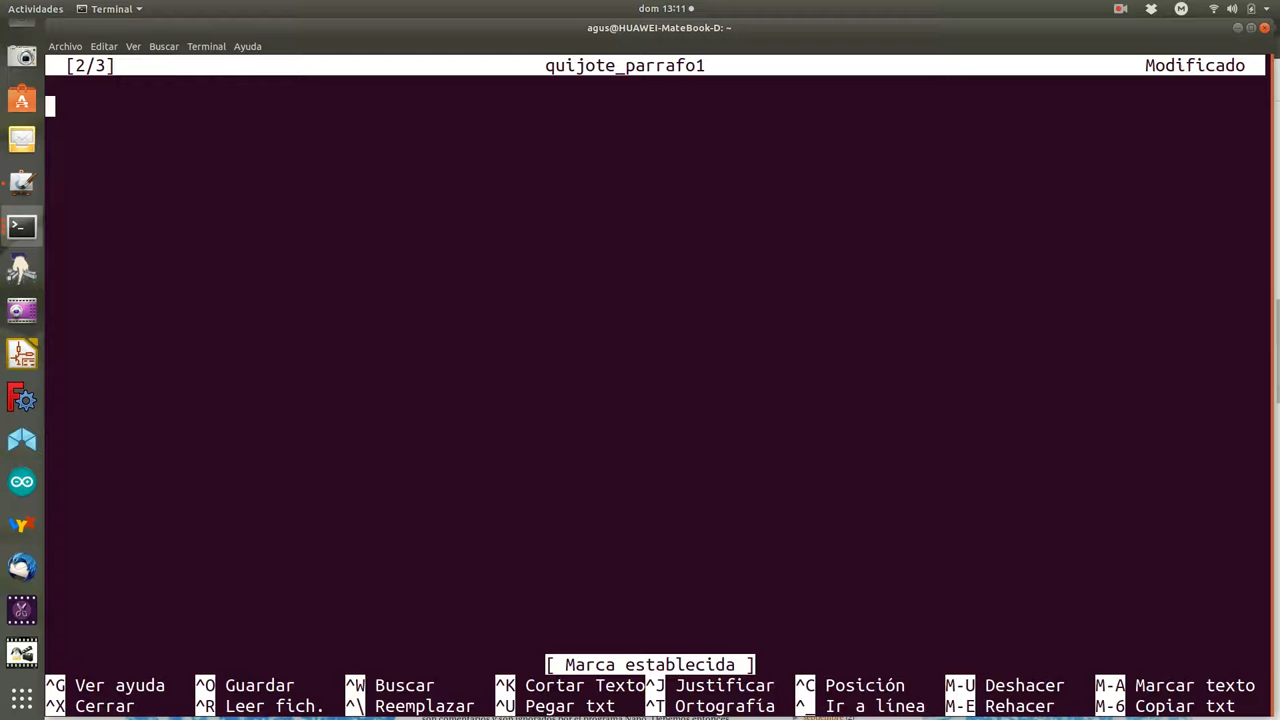 Actividades Terminal dom 13:11
agus@HUAWEI-MateBook-D: ~
Archivo Editar Ver Buscar Terminal Ayuda
[2/3] quijote_parrafo1 Modificado
[ Marca establecida ]
^G Ver ayuda ^O Guardar ^W Buscar ^K Cortar Texto ^J Justificar ^C Posición M-U Deshacer M-A Marcar texto
^X Cerrar ^R Leer fich. ^\ Reemplazar ^U Pegar txt ^T Ortografía ^_ Ir a línea M-E Rehacer M-6 Copiar txt